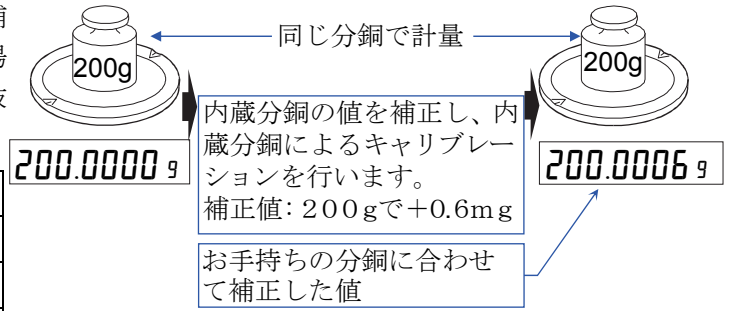 甫
易
支
同じ分銅で計量
200g
200g
内蔵分銅の値を補正し、内
蔵分銅によるキャリブレー
ションを行います。
補正値：200gで+0.6mg
200.0000 g
200.0006 g
お手持ちの分銅に合わせ
て補正した値